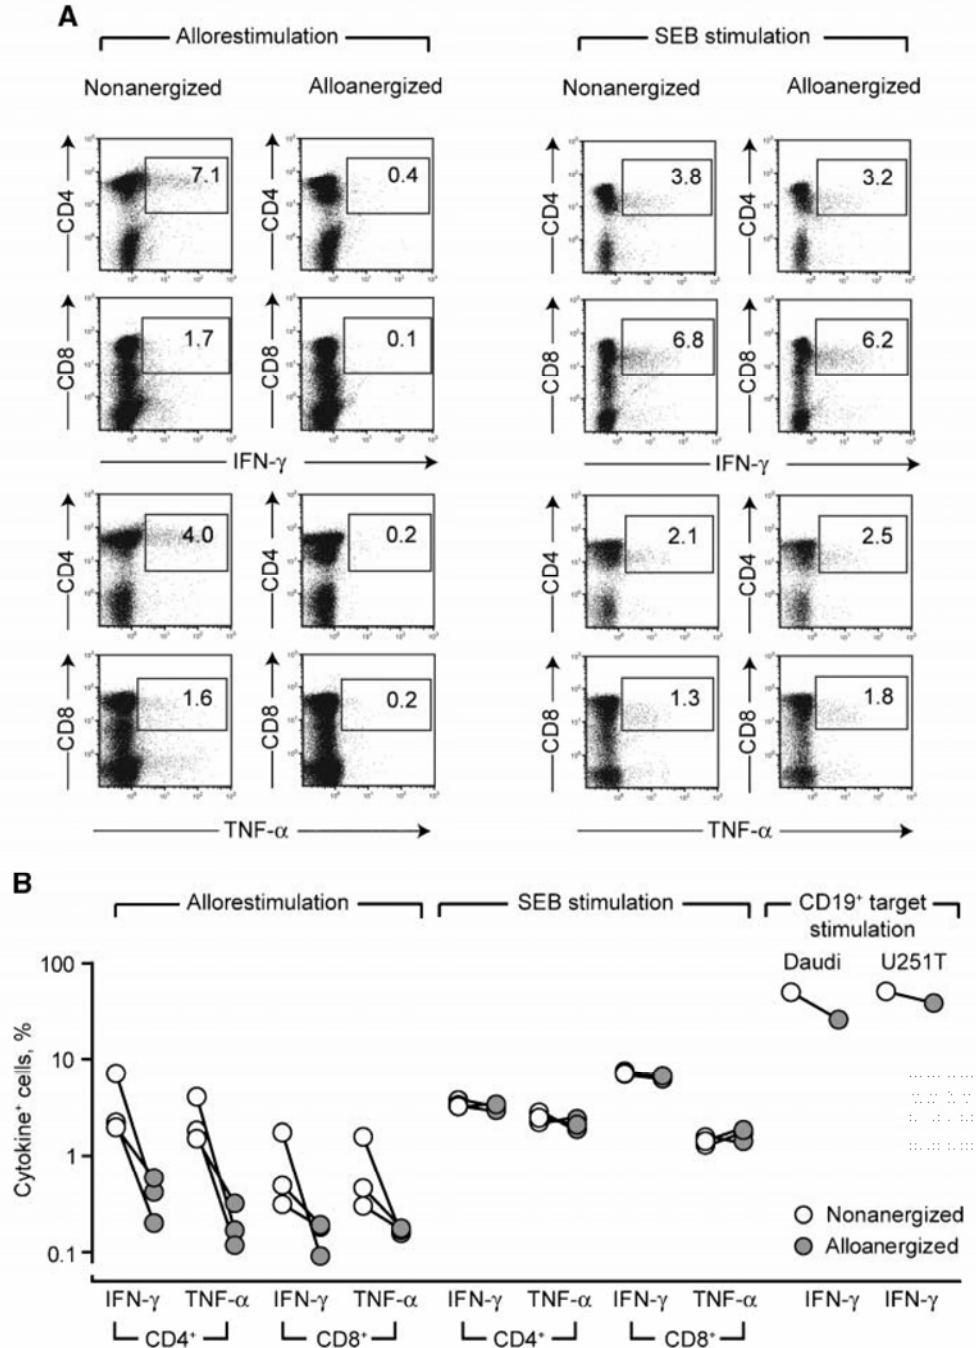 A
Allorestimulation SEB stimulation
Nonanergized Alloanergized Nonanergized Alloanergized
CD4 7.1 CD4 0.4 CD4 3.8 CD4 3.2
CD8 1.7 CD8 0.1 CD8 6.8 CD8 6.2
IFN-γ IFN-γ
CD4 4.0 CD4 0.2 CD4 2.1 CD4 2.5
CD8 1.6 CD8 0.2 CD8 1.3 CD8 1.8
TNF-α TNF-α
B
Allorestimulation SEB stimulation CD19⁺ target
stimulation
Daudi U251T
Cytokine⁺ cells, %
100
10
1
0.1
Nonanergized
Alloanergized
IFN-γ TNF-α IFN-γ TNF-α IFN-γ TNF-α IFN-γ TNF-α IFN-γ IFN-γ
CD4⁺ CD8⁺ CD4⁺ CD8⁺